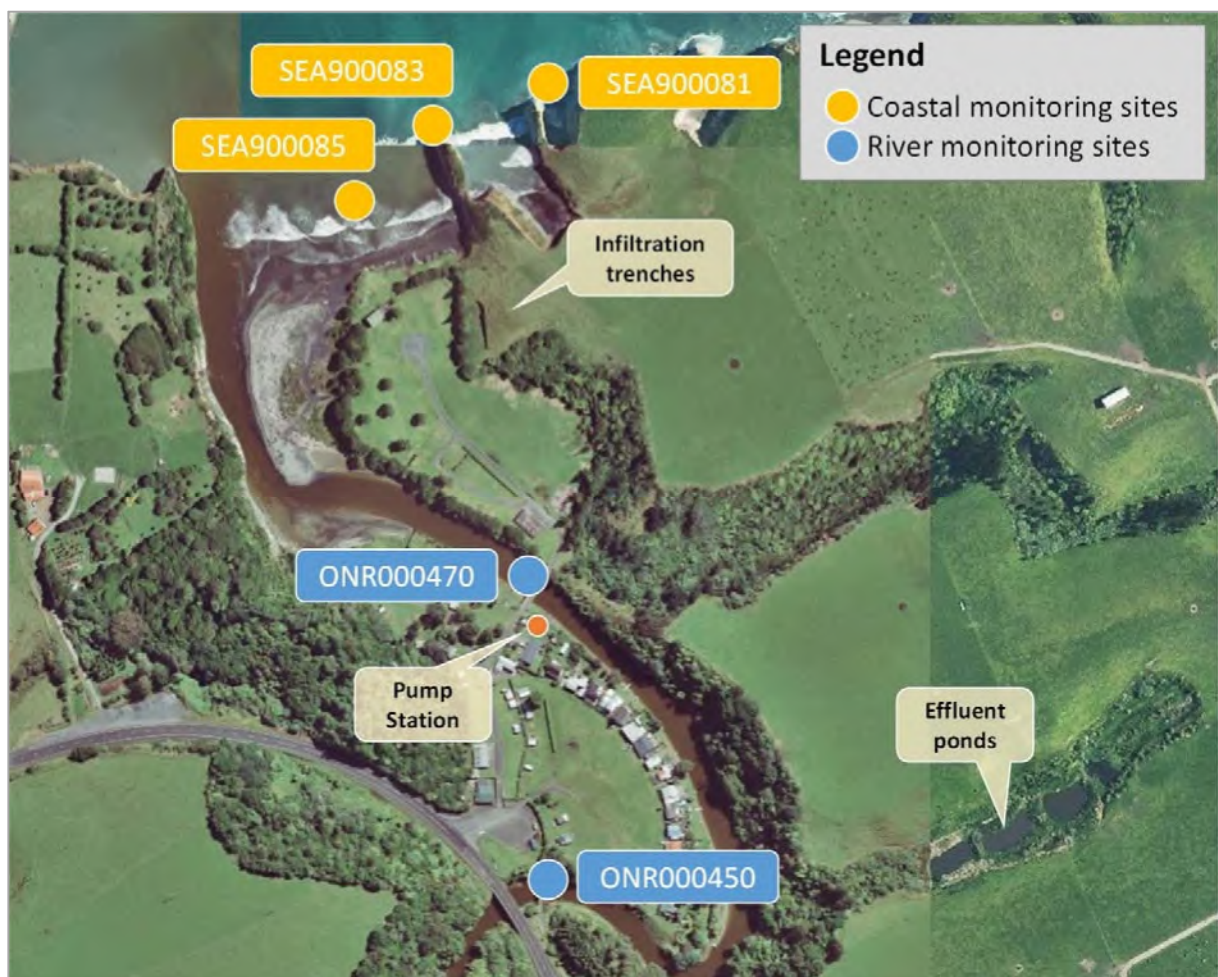 SEA900083
SEA900081
SEA900085
Legend
Coastal monitoring sites
River monitoring sites
Infiltration
trenches
ONR000470
Pump
Station
Effluent
ponds
ONR000450